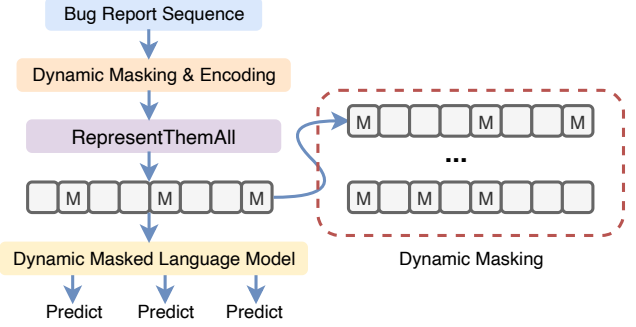 Bug Report Sequence
Dynamic Masking & Encoding
RepresentThemAll
M M M
M M M
...
M M M
Dynamic Masked Language Model
Dynamic Masking
Predict Predict Predict